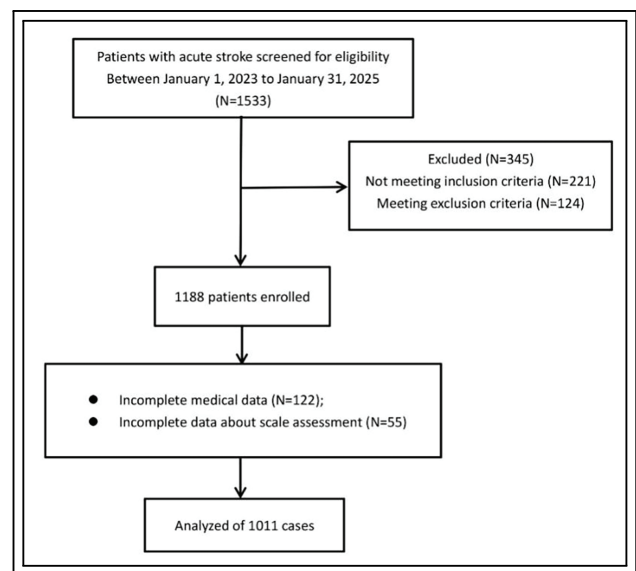 Patients with acute stroke screened for eligibility
Between January 1, 2023 to January 31, 2025
(N=1533)
Excluded (N=345)
Not meeting inclusion criteria (N=221)
Meeting exclusion criteria (N=124)
1188 patients enrolled
● Incomplete medical data (N=122);
● Incomplete data about scale assessment (N=55)
Analyzed of 1011 cases